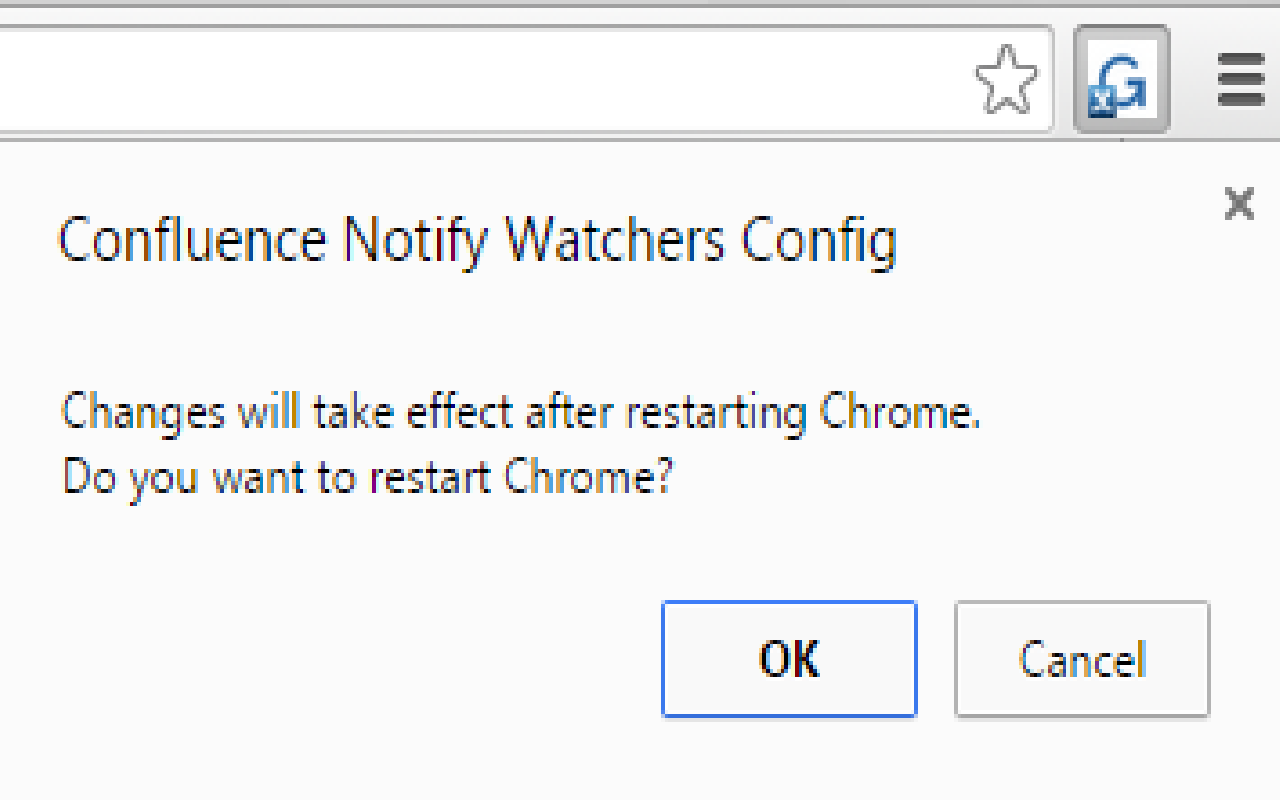 Confluence Notify Watchers Config
Changes will take effect after restarting Chrome.
Do you want to restart Chrome?
OK Cancel